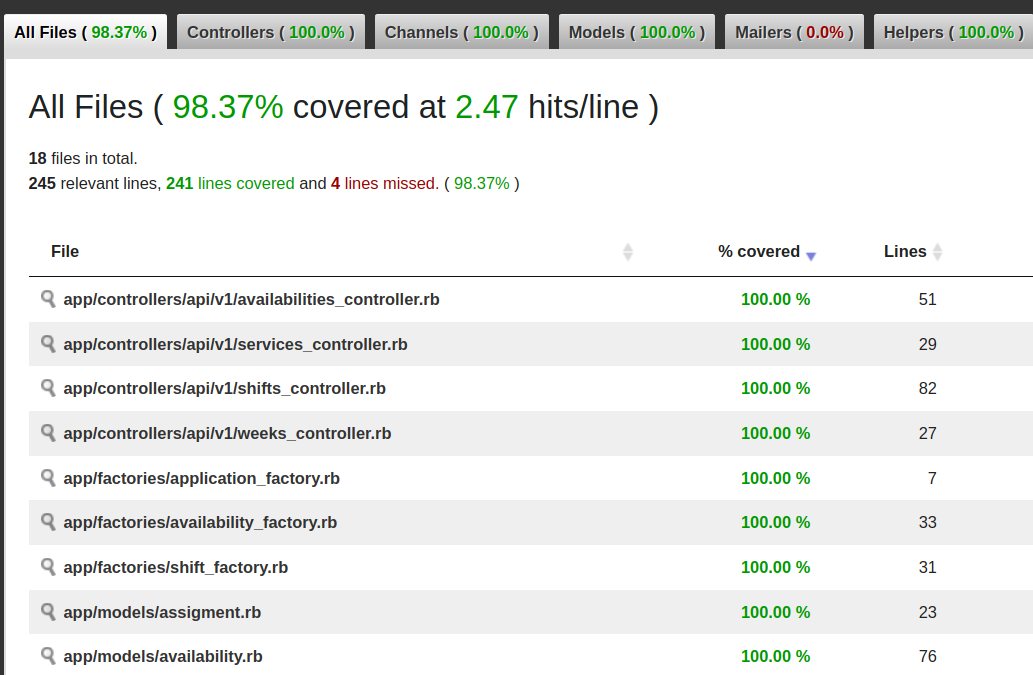 All Files ( 98.37% ) Controllers ( 100.0% ) Channels ( 100.0% ) Models ( 100.0% ) Mailers ( 0.0% ) Helpers ( 100.0% )
All Files ( 98.37% covered at 2.47 hits/line )
18 files in total.
245 relevant lines, 241 lines covered and 4 lines missed. ( 98.37% )
File % covered Lines
app/controllers/api/v1/availabilities_controller.rb 100.00 % 51
app/controllers/api/v1/services_controller.rb 100.00 % 29
app/controllers/api/v1/shifts_controller.rb 100.00 % 82
app/controllers/api/v1/weeks_controller.rb 100.00 % 27
app/factories/application_factory.rb 100.00 % 7
app/factories/availability_factory.rb 100.00 % 33
app/factories/shift_factory.rb 100.00 % 31
app/models/assigment.rb 100.00 % 23
app/models/availability.rb 100.00 % 76